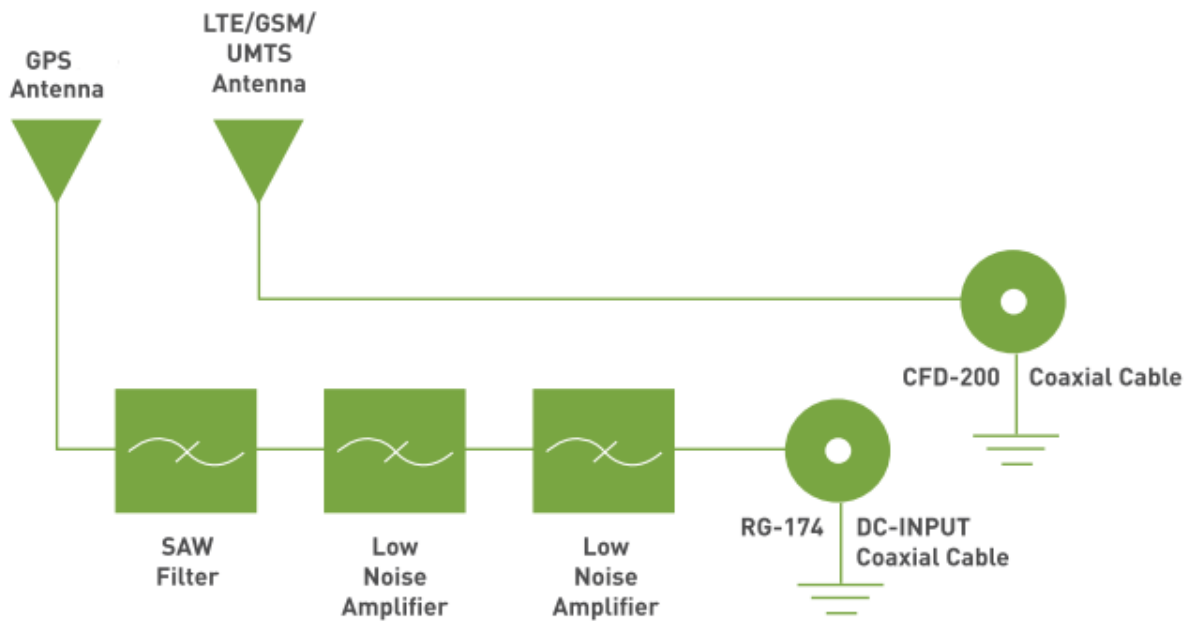 GPS
Antenna
LTE/GSM/
UMTS
Antenna
CFD-200
Coaxial Cable
SAW
Filter
Low
Noise
Amplifier
Low
Noise
Amplifier
RG-174
DC-INPUT
Coaxial Cable